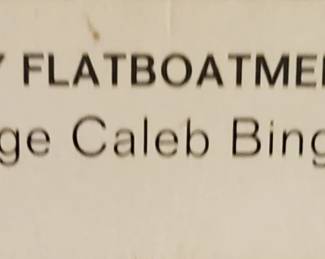 Y FLATBOATMEN
ge Caleb Bing